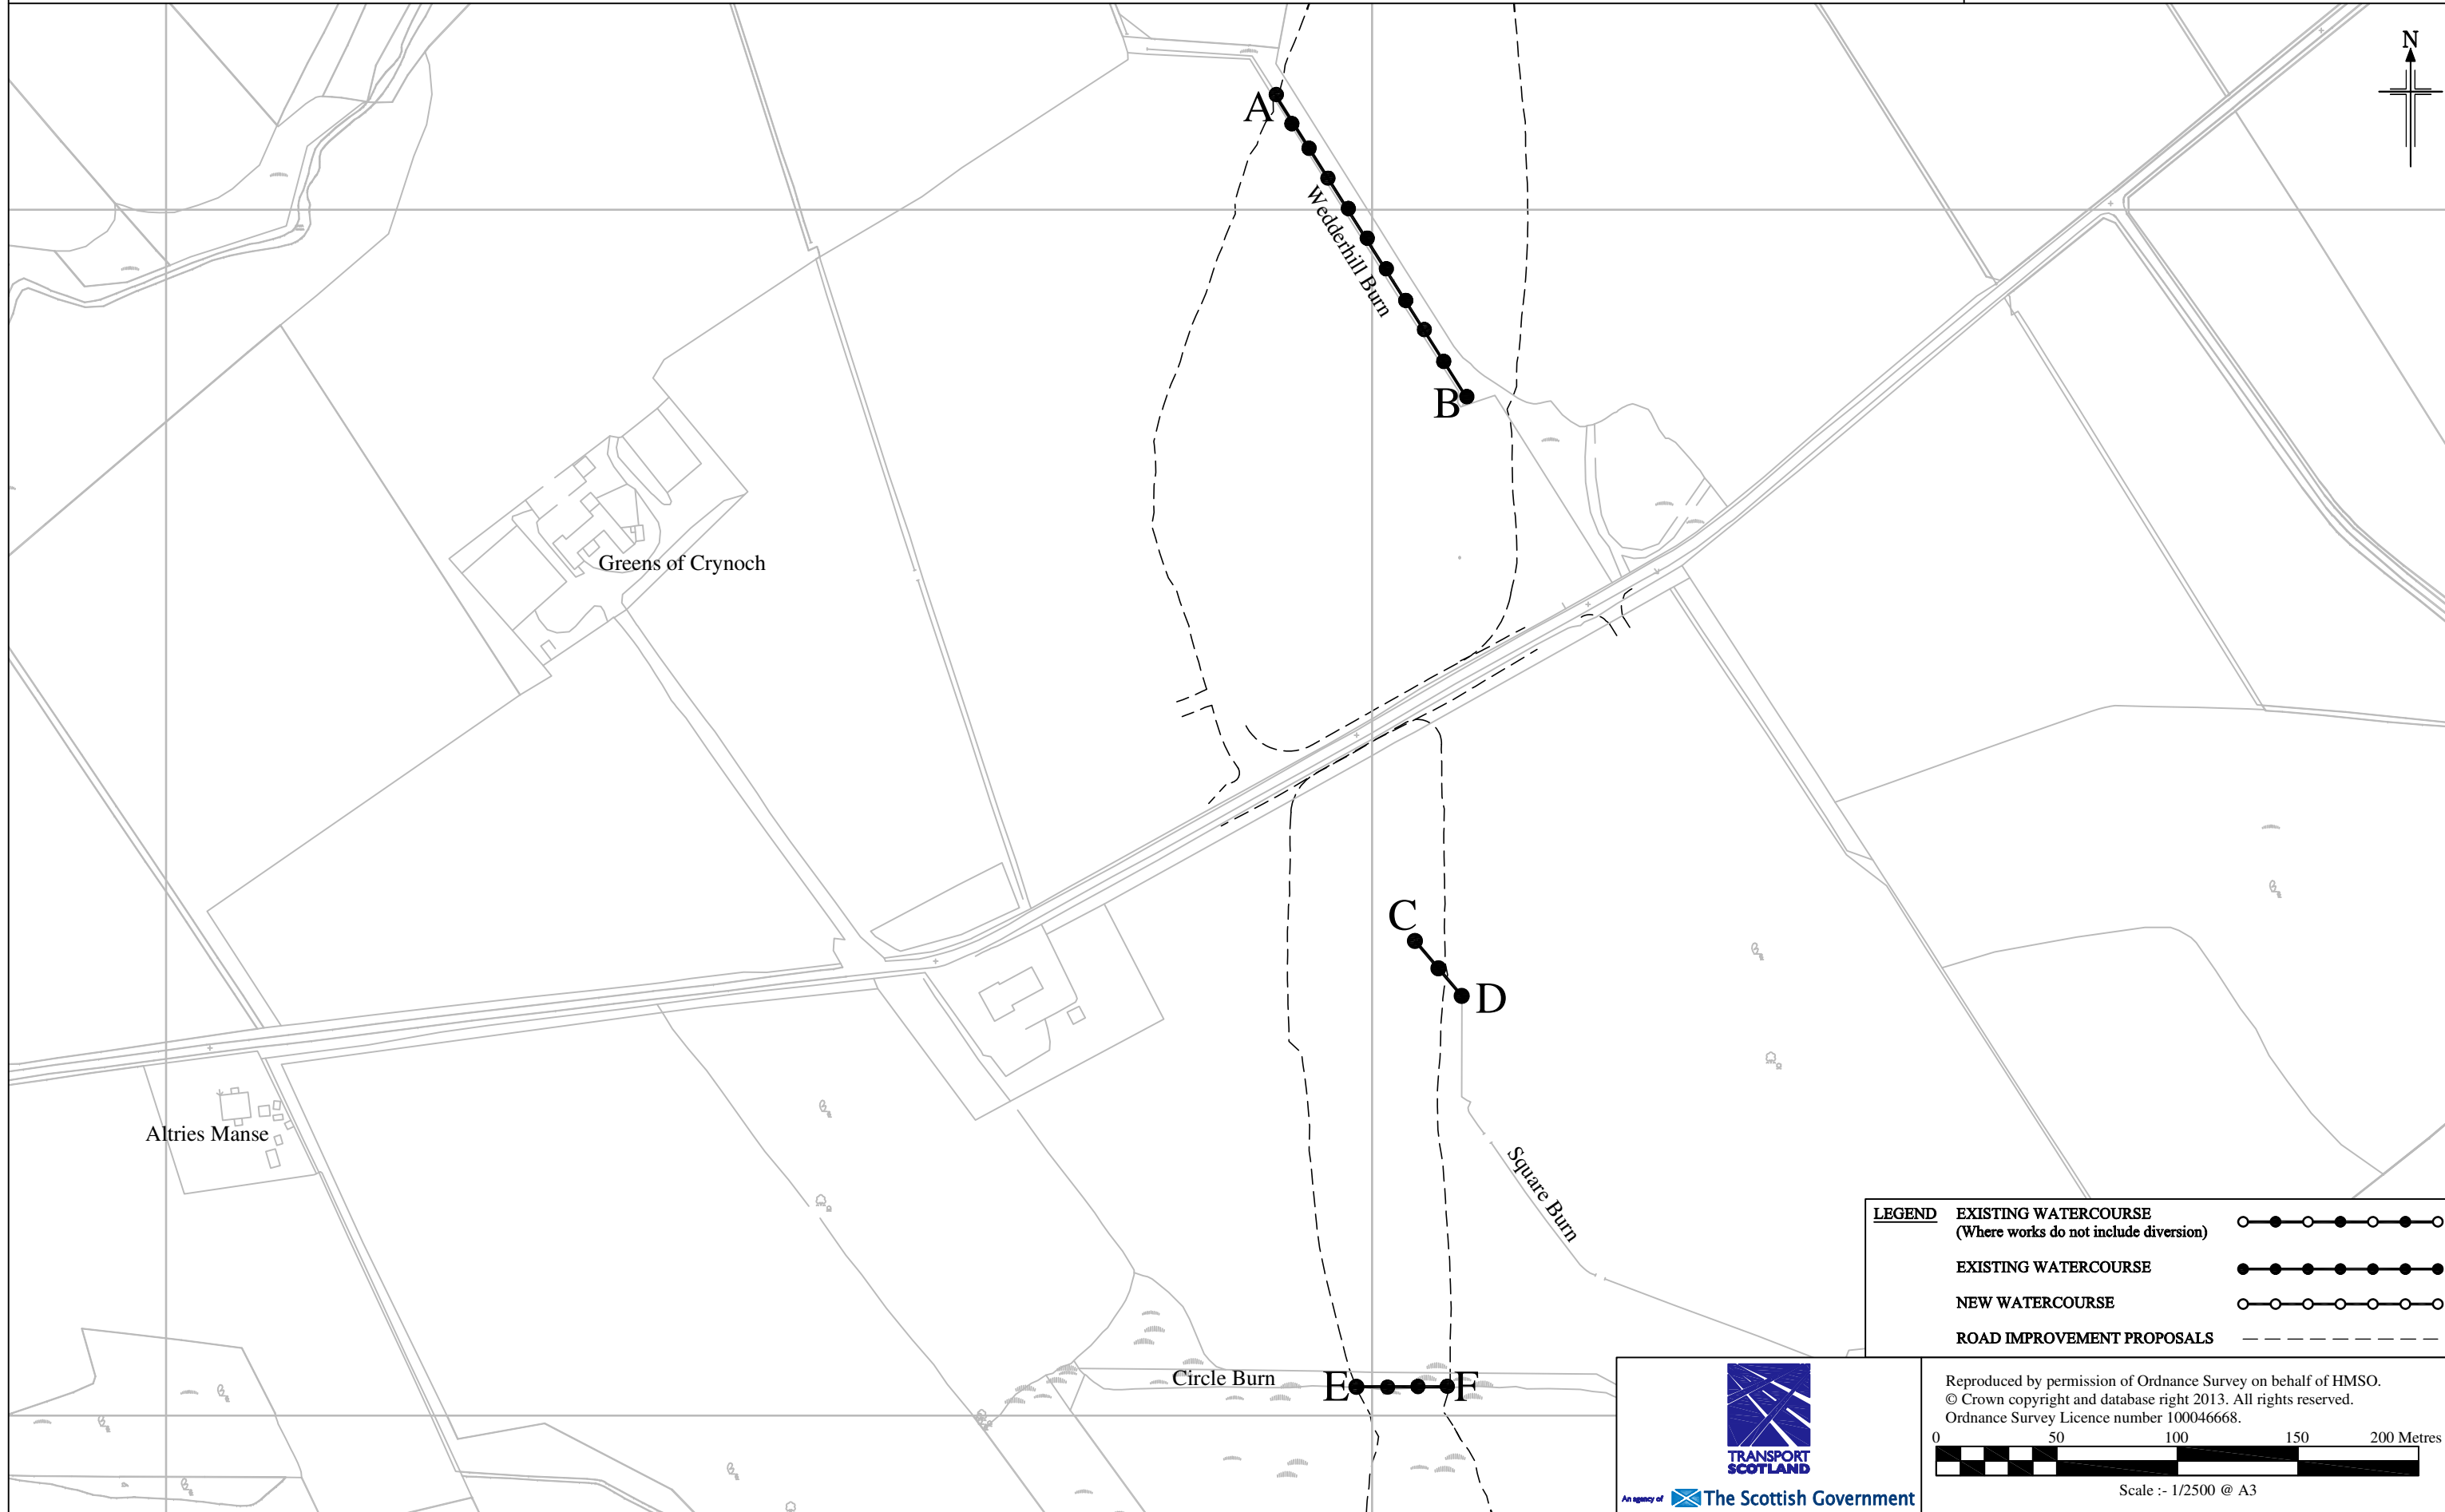 N
A
Wedderhill Burn
B
Greens of Crynoch
C
D
Altries Manse
Square Burn
Circle Burn
E
F
LEGEND
EXISTING WATERCOURSE
(Where works do not include diversion)
EXISTING WATERCOURSE
NEW WATERCOURSE
ROAD IMPROVEMENT PROPOSALS
TRANSPORT
SCOTLAND
An agency of The Scottish Government
Reproduced by permission of Ordnance Survey on behalf of HMSO.
© Crown copyright and database right 2013. All rights reserved.
Ordnance Survey Licence number 100046668.
0 50 100 150 200 Metres
Scale :- 1/2500 @ A3